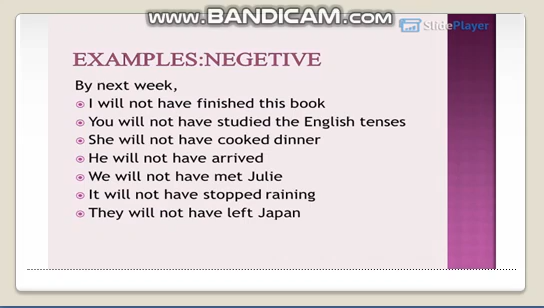 www.BANDICAM.com
SlidePlayer
EXAMPLES:NEGETIVE
By next week,
I will not have finished this book
You will not have studied the English tenses
She will not have cooked dinner
He will not have arrived
We will not have met Julie
It will not have stopped raining
They will not have left Japan